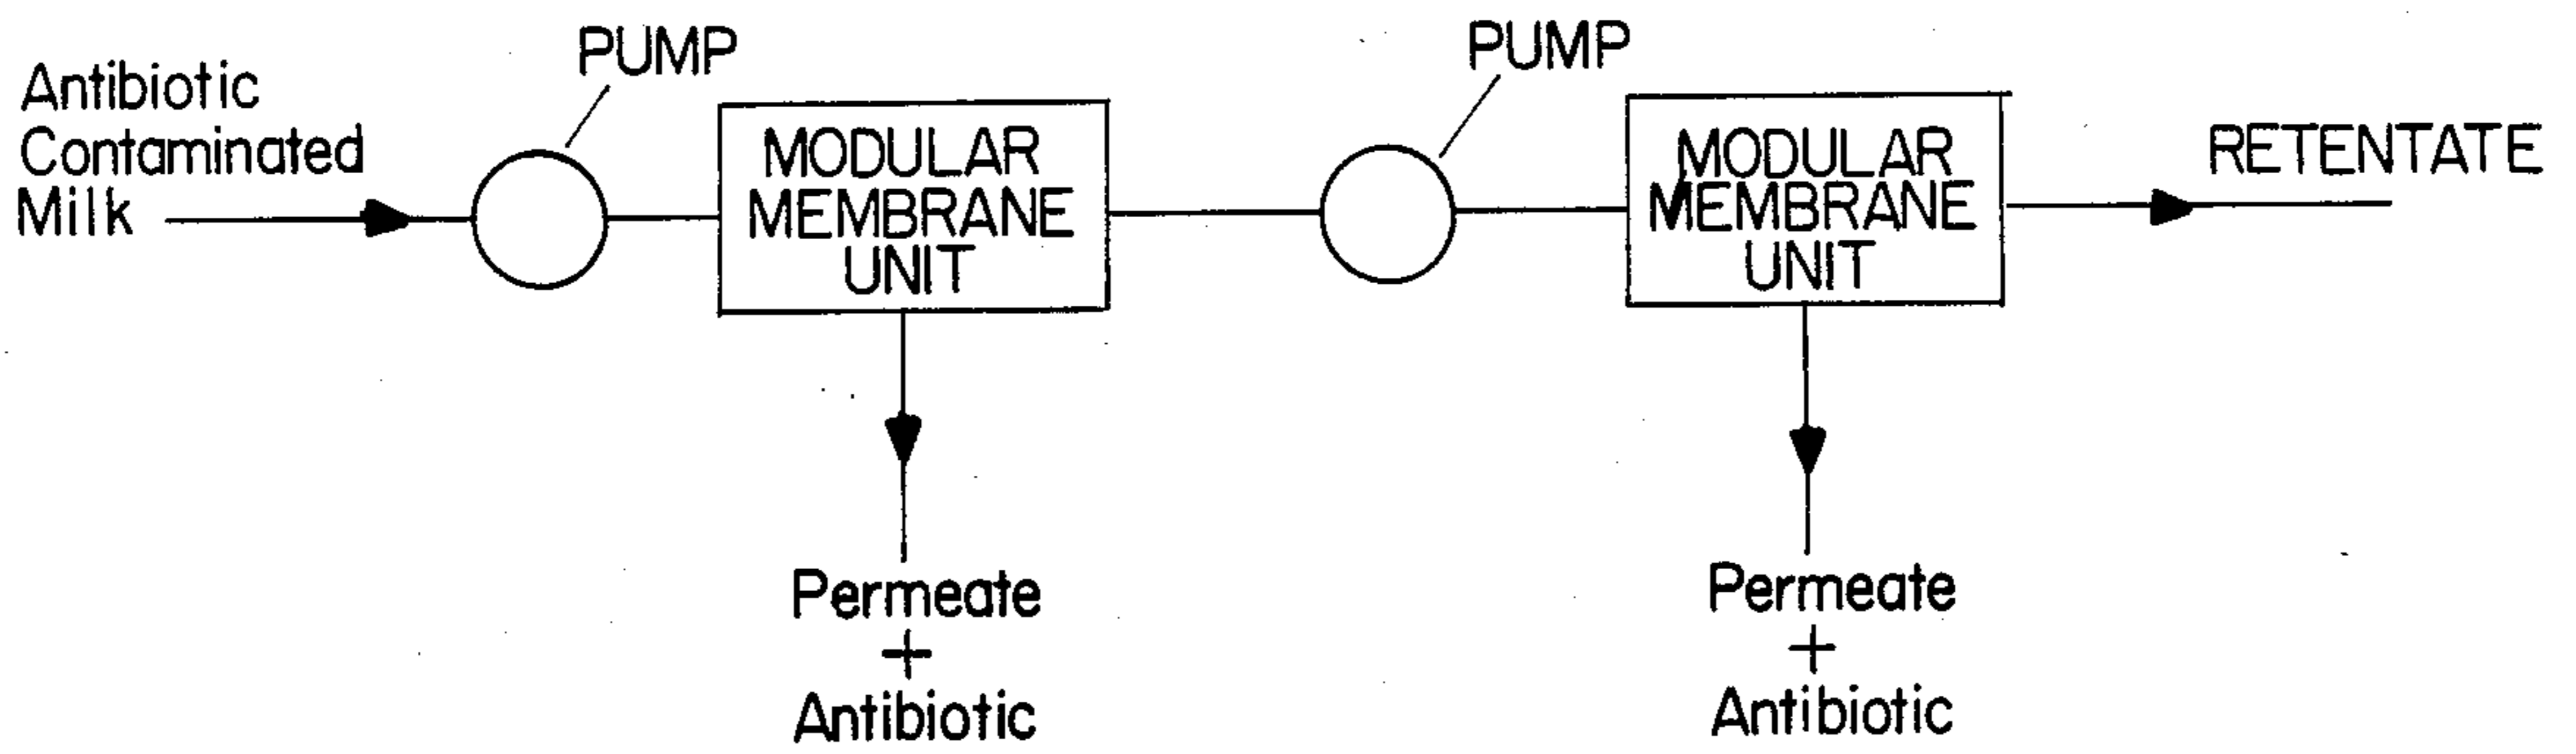 Antibiotic
Contaminated
Milk
PUMP
MODULAR
MEMBRANE
UNIT
Permeate
+
Antibiotic
PUMP
MODULAR
MEMBRANE
UNIT
Permeate
+
Antibiotic
RETENTATE